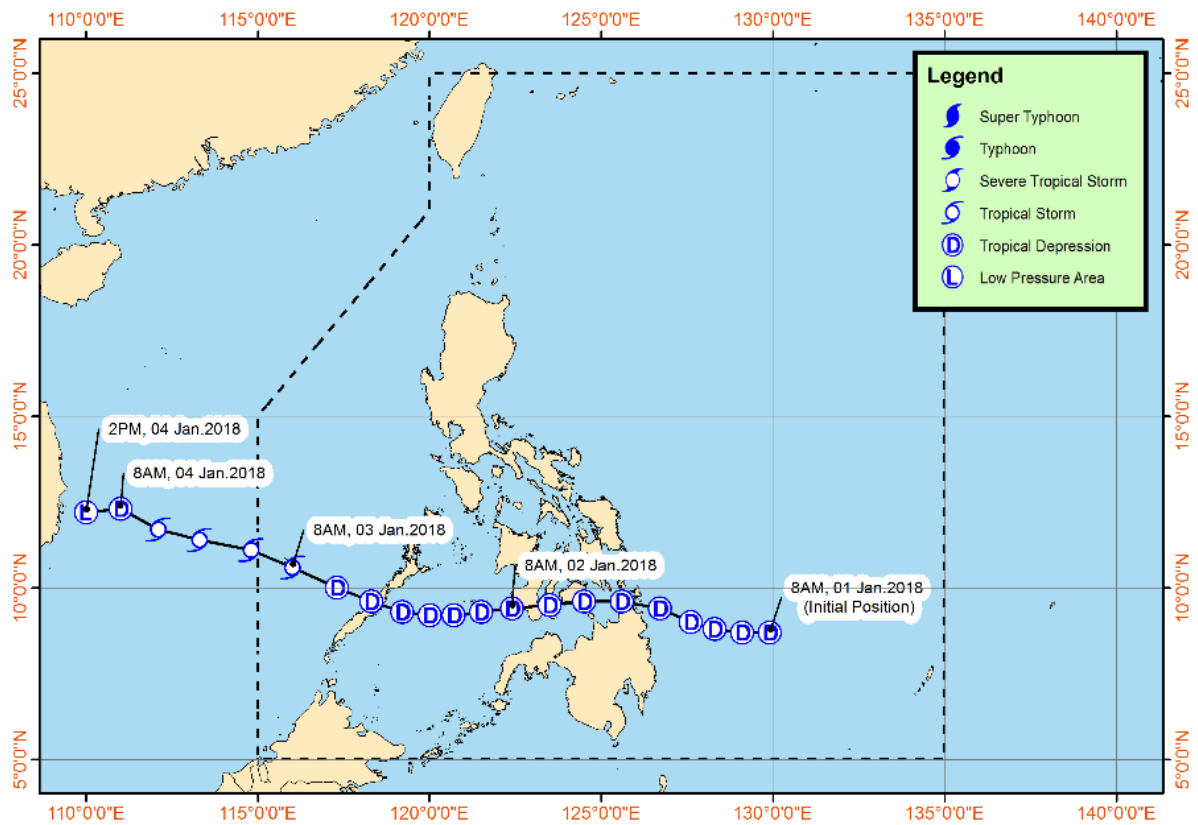 110°0'0"E 115°0'0"E 120°0'0"E 125°0'0"E 130°0'0"E 135°0'0"E 140°0'0"E
25°0'0"N
25°0'0"N
Legend
Super Typhoon
Typhoon
Severe Tropical Storm
Tropical Storm
D Tropical Depression
L Low Pressure Area
20°0'0"N
20°0'0"N
15°0'0"N
15°0'0"N
2PM, 04 Jan.2018
8AM, 04 Jan.2018
8AM, 03 Jan.2018
8AM, 02 Jan.2018
8AM, 01 Jan.2018
(Initial Position)
L D
D D D D D D D D D D D D D D D D
10°0'0"N
10°0'0"N
5°0'0"N
5°0'0"N
110°0'0"E 115°0'0"E 120°0'0"E 125°0'0"E 130°0'0"E 135°0'0"E 140°0'0"E